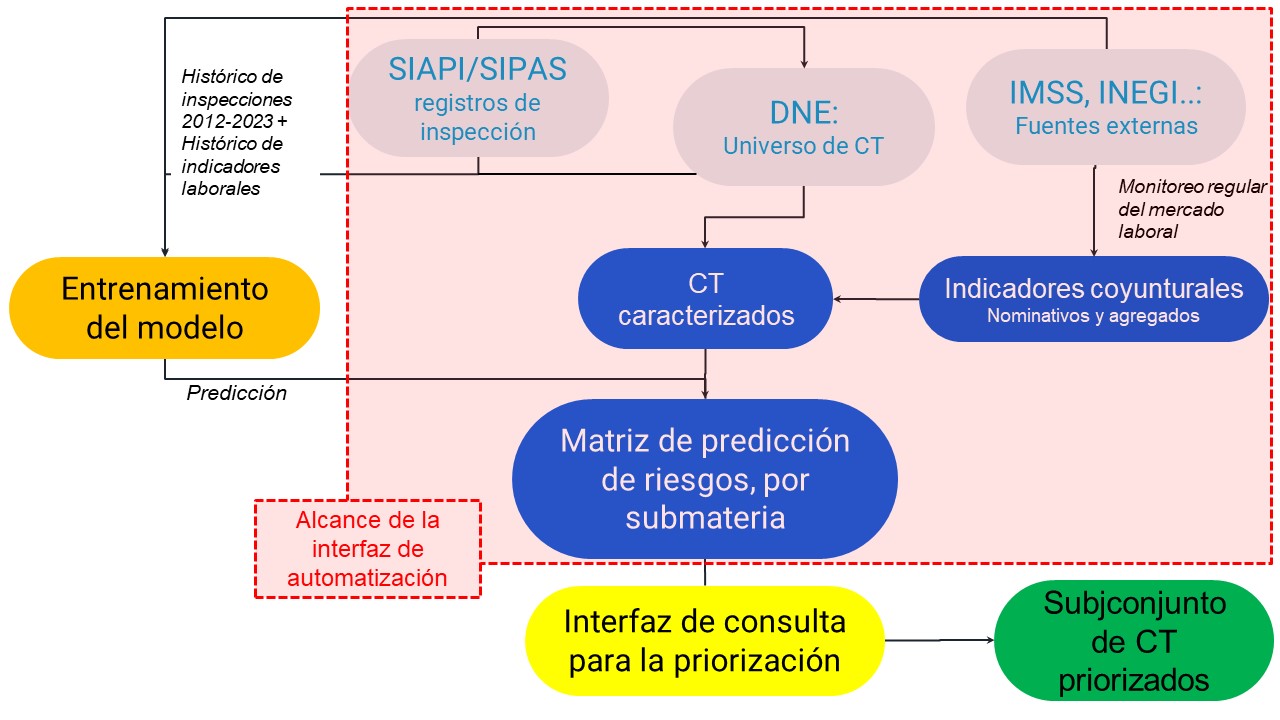 SIAPI/SIPAS
registros de
inspección
DNE:
Universo de CT
IMSS, INEGI..:
Fuentes externas
Histórico de
inspecciones
2012-2023 +
Histórico de
indicadores
laborales
Monitoreo regular
del mercado
laboral
Entrenamiento
del modelo
CT
caracterizados
Indicadores coyunturales
Nominativos y agregados
Predicción
Matriz de predicción
de riesgos, por
submateria
Alcance de la
interfaz de
automatización
Interfaz de consulta
para la priorización
Subjconjunto
de CT
priorizados